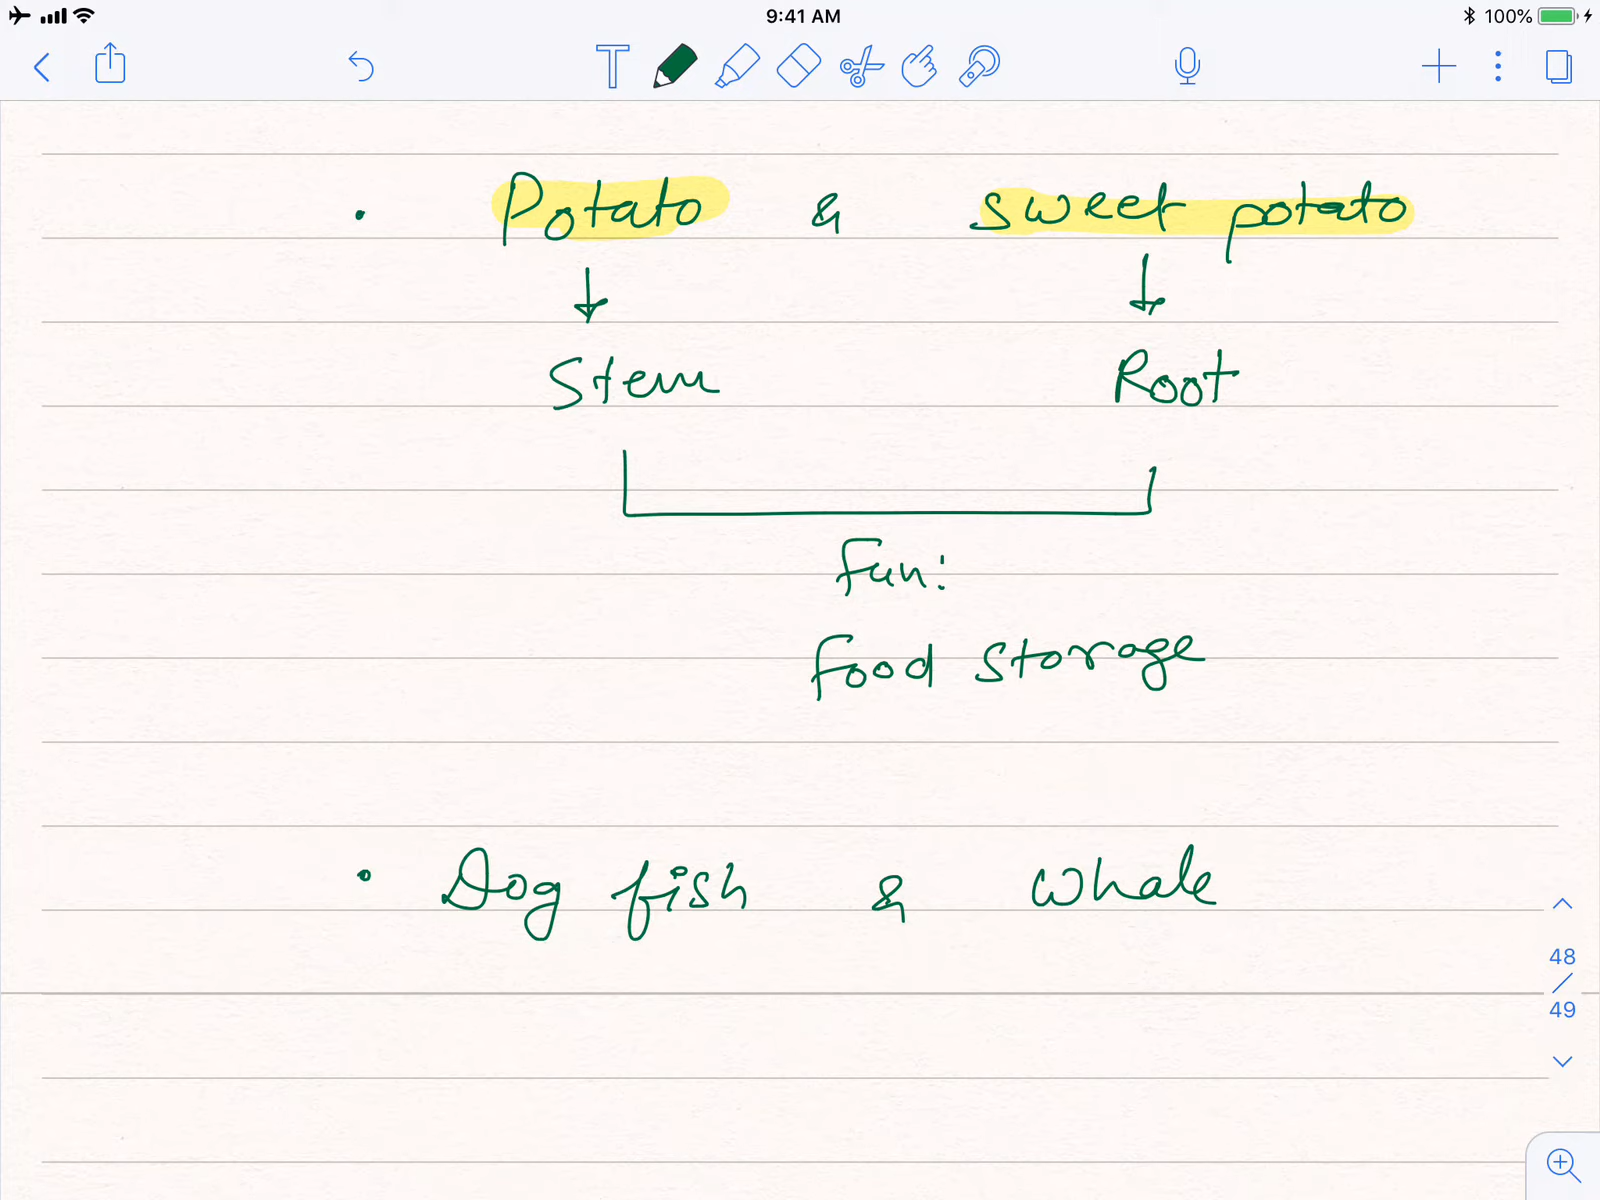 9:41 AM
100%
T
• Potato & sweet potato
Stem Root
Fun:
Food storage
• Dog fish & Whale
48
/
49